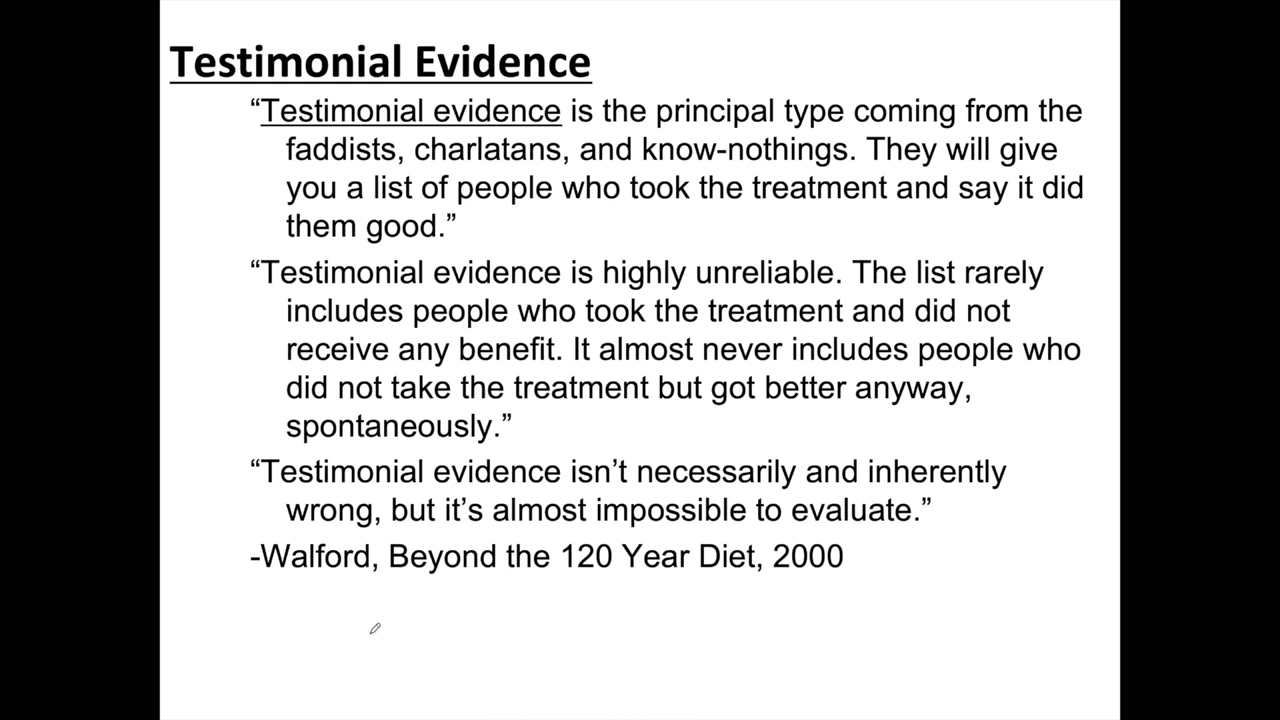 Testimonial Evidence
“Testimonial evidence is the principal type coming from the
faddists, charlatans, and know-nothings. They will give
you a list of people who took the treatment and say it did
them good.”
“Testimonial evidence is highly unreliable. The list rarely
includes people who took the treatment and did not
receive any benefit. It almost never includes people who
did not take the treatment but got better anyway,
spontaneously.”
“Testimonial evidence isn’t necessarily and inherently
wrong, but it’s almost impossible to evaluate.”
-Walford, Beyond the 120 Year Diet, 2000